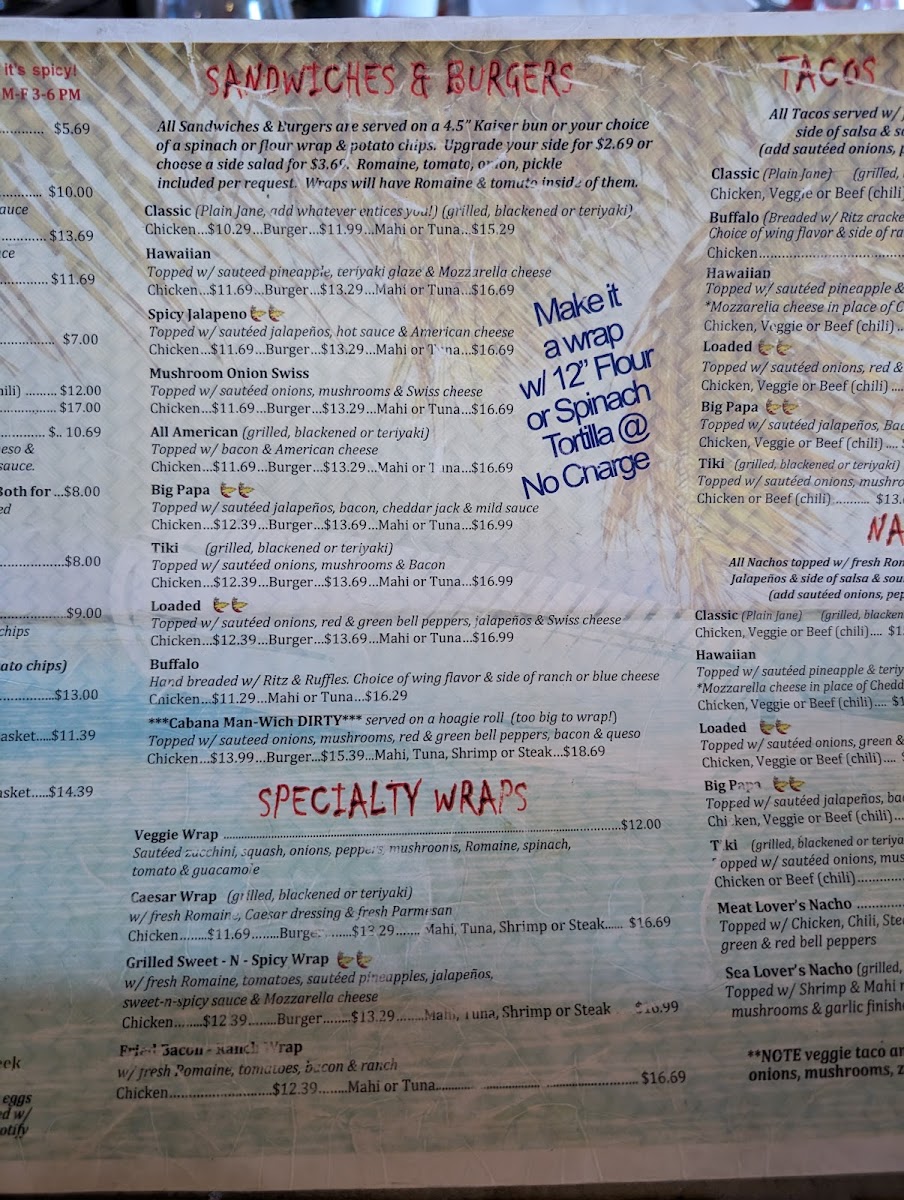 it's spicy!
M-F 3-6 PM
............ $5.69
............ $10.00
auce
............ $13.69
ce
............ $11.69
............ $7.00
ili) ......... $12.00
............ $17.00
............ $.. 10.69
eso &
sauce.
Both for ...$8.00
ed
............ $8.00
............ $9.00
chips
ato chips)
............ $13.00
asket.....$11.39
asket.....$14.39
eek
eggs
ed w/
otify
SANDWICHES & BURGERS
All Sandwiches & Burgers are served on a 4.5" Kaiser bun or your choice
of a spinach or flour wrap & potato chips. Upgrade your side for $2.69 or
choose a side salad for $3.69. Romaine, tomato, onion, pickle
included per request. Wraps will have Romaine & tomato inside of them.
Classic (Plain Jane, add whatever entices you!) (grilled, blackened or teriyaki)
Chicken...$10.29...Burger...$11.99...Mahi or Tuna..$15.29
Hawaiian
Topped w/ sauteed pineapple, teriyaki glaze & Mozzarella cheese
Chicken...$11.69...Burger...$13.29...Mahi or Tuna...$16.69
Spicy Jalapeno
Topped w/ sautéed jalapeños, hot sauce & American cheese
Chicken...$11.69...Burger...$13.29...Mahi or Tuna...$16.69
Mushroom Onion Swiss
Topped w/ sautéed onions, mushrooms & Swiss cheese
Chicken...$11.69...Burger...$13.29...Mahi or Tuna...$16.69
All American (grilled, blackened or teriyaki)
Topped w/ bacon & American cheese
Chicken...$11.69...Burger...$13.29...Mahi or Tuna...$16.69
Big Papa
Topped w/ sautéed jalapeños, bacon, cheddar jack & mild sauce
Chicken...$12.39...Burger...$13.69...Mahi or Tuna...$16.99
Tiki (grilled, blackened or teriyaki)
Topped w/ sautéed onions, mushrooms & Bacon
Chicken...$12.39...Burger...$13.69...Mahi or Tuna...$16.99
Loaded
Topped w/ sautéed onions, red & green bell peppers, jalapeños & Swiss cheese
Chicken...$12.39...Burger...$13.69...Mahi or Tuna...$16.99
Buffalo
Hand breaded w/ Ritz & Ruffles. Choice of wing flavor & side of ranch or blue cheese
Chicken...$11.29...Mahi or Tuna...$16.29
***Cabana Man-Wich DIRTY*** served on a hoagie roll (too big to wrap!)
Topped w/ sauteed onions, mushrooms, red & green bell peppers, bacon & queso
Chicken...$13.99...Burger...$15.39...Mahi, Tuna, Shrimp or Steak...$18.69
Make it
a wrap
w/ 12" Flour
or Spinach
Tortilla @
No Charge
SPECIALTY WRAPS
Veggie Wrap ............$12.00
Sautéed zucchini, squash, onions, peppers, mushrooms, Romaine, spinach,
tomato & guacamole
Caesar Wrap (grilled, blackened or teriyaki)
w/ fresh Romaine, Caesar dressing & fresh Parmesan
Chicken........$11.69........Burger........$13.29....... Mahi, Tuna, Shrimp or Steak...... $16.69
Grilled Sweet - N - Spicy Wrap
w/ fresh Romaine, tomatoes, sautéed pineapples, jalapeños,
sweet-n-spicy sauce & Mozzarella cheese
Chicken........$12.39........Burger........$13.29........Mahi, Tuna, Shrimp or Steak $16.99
Fried Bacon - Ranch Wrap
w/ fresh Romaine, tomatoes, bacon & ranch
Chicken............$12.39........Mahi or Tuna............ $16.69
TACOS
All Tacos served w/
side of salsa & so
(add sautéed onions, p
Classic (Plain Jane) (grilled,
Chicken, Veggie or Beef (chili)
Buffalo (Breaded w/ Ritz cracke
Choice of wing flavor & side of ra
Chicken............
Hawaiian
Topped w/ sautéed pineapple &
*Mozzarella cheese in place of C
Chicken, Veggie or Beef (chili) ..
Loaded
Topped w/ sautéed onions, red &
Chicken, Veggie or Beef (chili) ....
Big Papa
Topped w/ sautéed jalapeños, Bac
Chicken, Veggie or Beef (chili) ....
Tiki (grilled, blackened or teriyaki)
Topped w/ sautéed onions, mushro
Chicken or Beef (chili) .......... $13.
NA
All Nachos topped w/ fresh Rom
Jalapeños & side of salsa & sou
(add sautéed onions, pep
Classic (Plain Jane) (grilled, blacken
Chicken, Veggie or Beef (chili).... $1
Hawaiian
Topped w/ sautéed pineapple & teriy
*Mozzarella cheese in place of Chedd
Chicken, Veggie or Beef (chili).... $1
Loaded
Topped w/ sautéed onions, green &
Chicken, Veggie or Beef (chili)....
Big Papa
Topped w/ sautéed jalapeños, bac
Chicken, Veggie or Beef (chili)...
Tiki (grilled, blackened or teriya
Topped w/ sautéed onions, mus
Chicken or Beef (chili)............
Meat Lover's Nacho ............
Topped w/ Chicken, Chili, Ste
green & red bell peppers
Sea Lover's Nacho (grilled,
Topped w/ Shrimp & Mahi
mushrooms & garlic finish
**NOTE veggie taco ar
onions, mushrooms, z